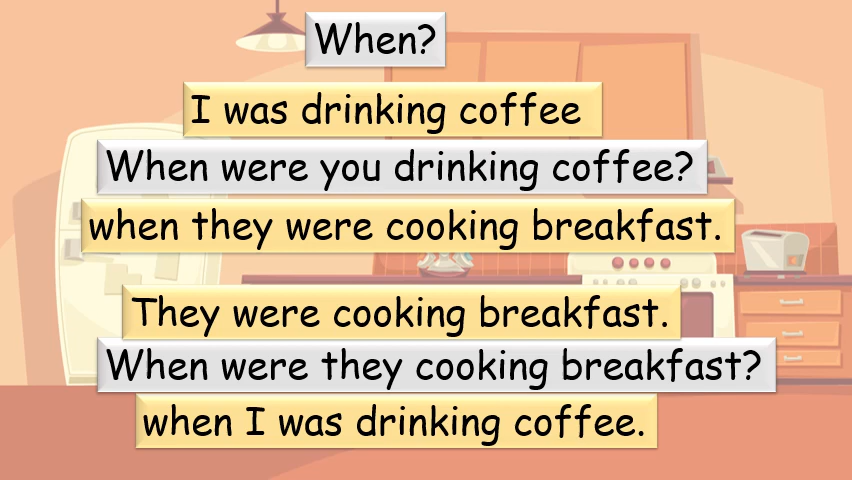 When?
I was drinking coffee
When were you drinking coffee?
when they were cooking breakfast.
They were cooking breakfast.
When were they cooking breakfast?
when I was drinking coffee.